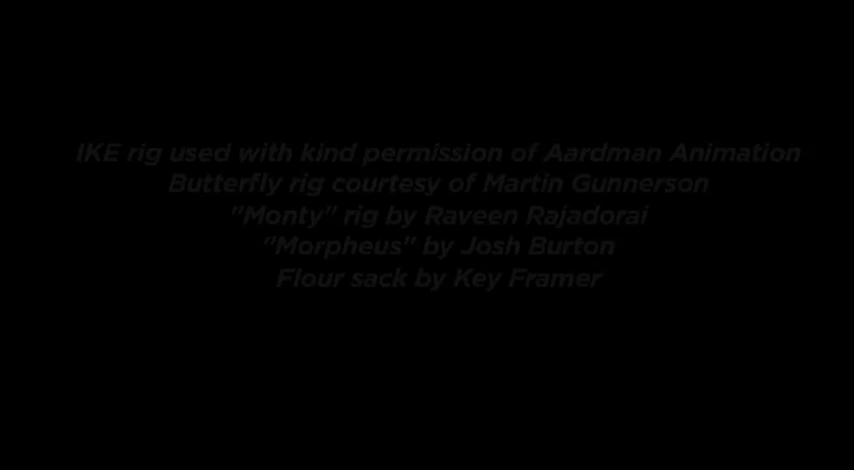 IKE rig used with kind permission of Aardman Animation
Butterfly rig courtesy of Martin Gunnerson
"Monty" rig by Raveen Rajadorai
"Morpheus" by Josh Burton
Flour sack by Key Framer